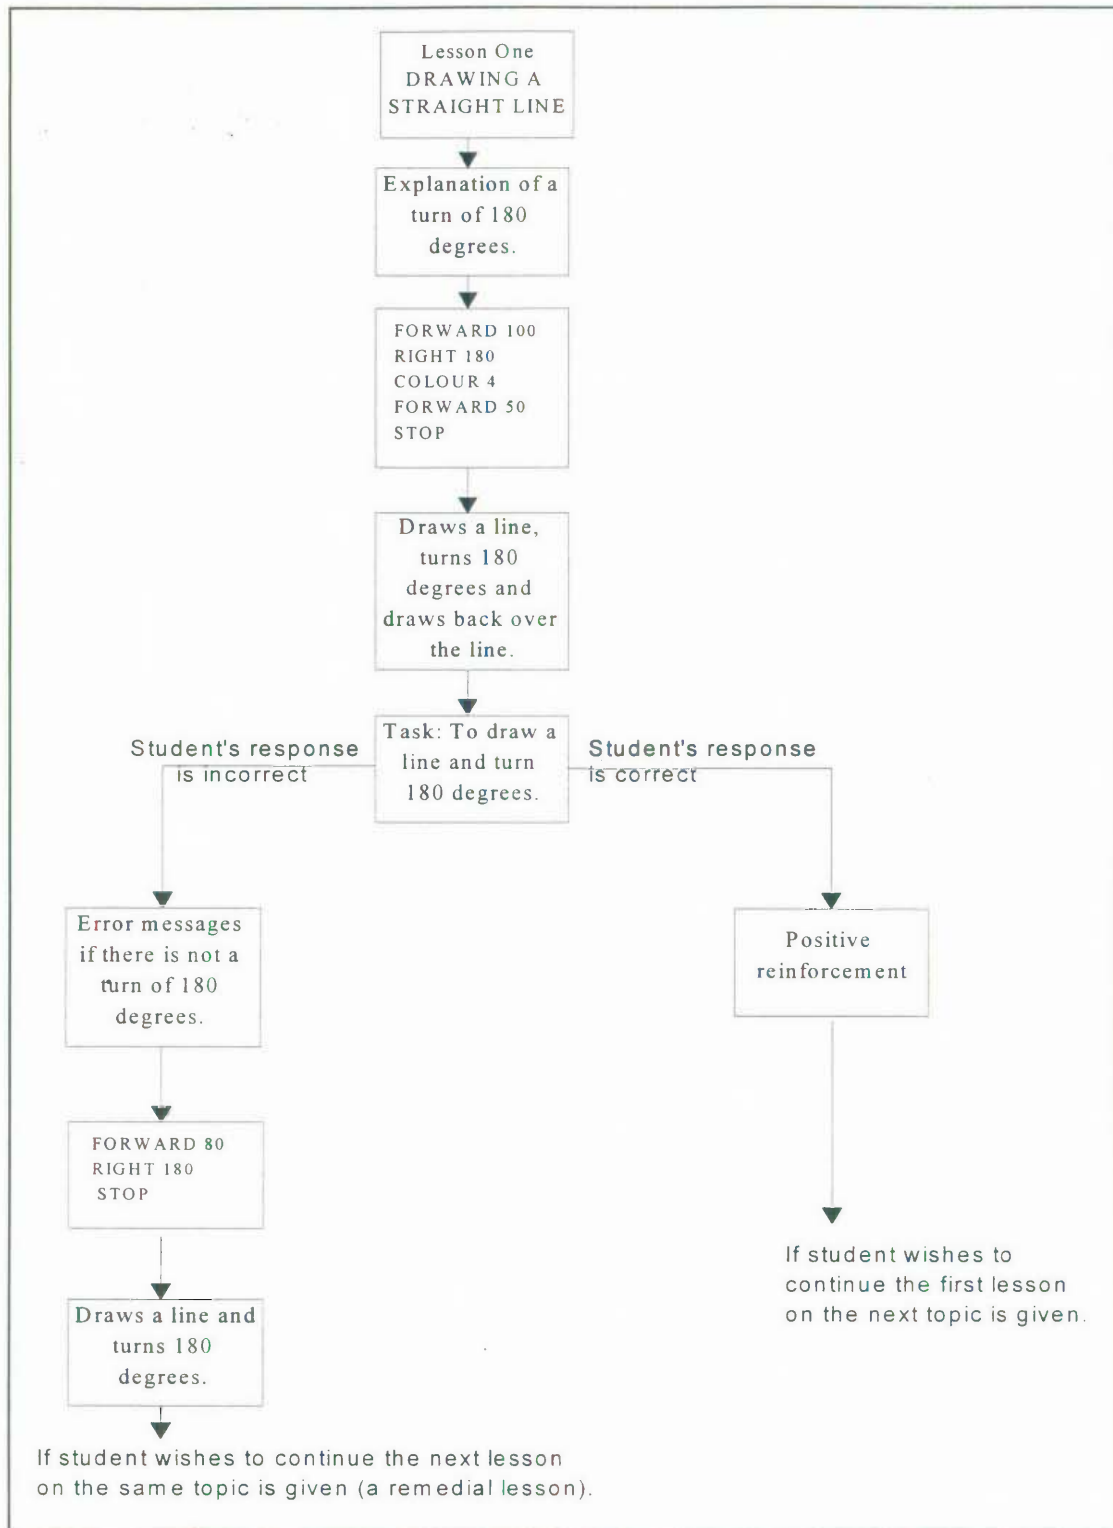 Lesson One
DRAWING A
STRAIGHT LINE
Explanation of a
turn of 180
degrees.
FORWARD 100
RIGHT 180
COLOUR 4
FORWARD 50
STOP
Draws a line,
turns 180
degrees and
draws back over
the line.
Task: To draw a
line and turn
180 degrees.
Student's response
is incorrect
Student's response
is correct
Error messages
if there is not a
turn of 180
degrees.
FORWARD 80
RIGHT 180
STOP
Draws a line and
turns 180
degrees.
If student wishes to continue the next lesson
on the same topic is given (a remedial lesson).
Positive
reinforcement
If student wishes to
continue the first lesson
on the next topic is given.